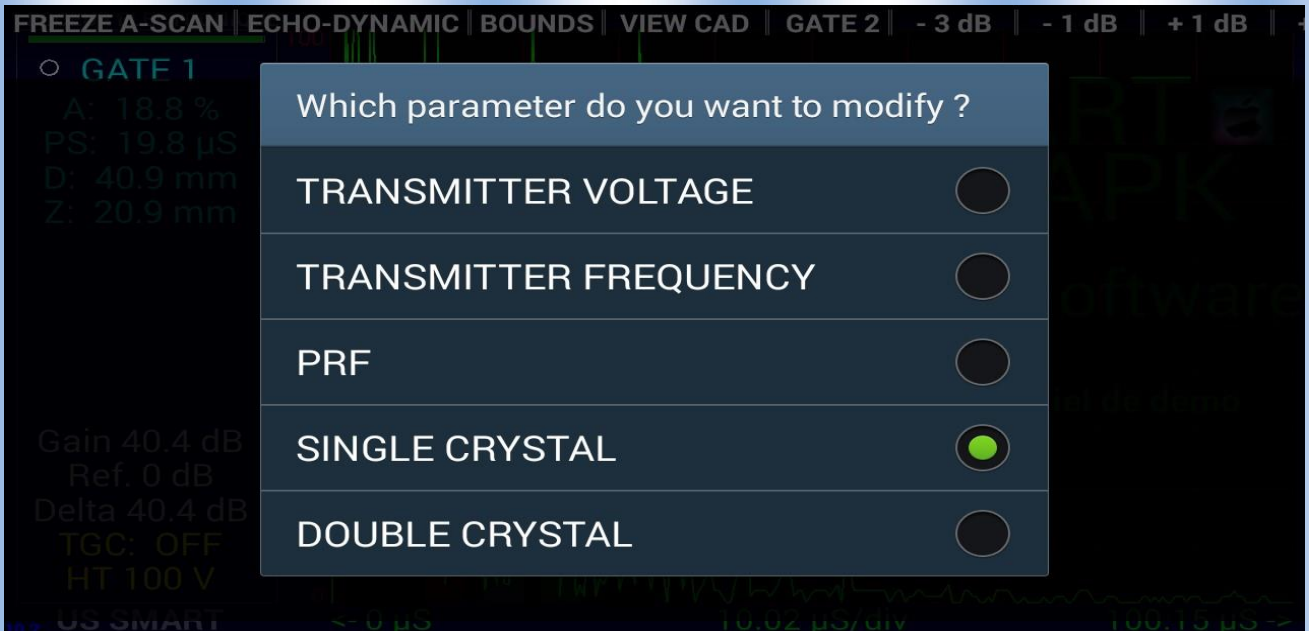 FREEZE A-SCAN ECHO-DYNAMIC BOUNDS VIEW CAD GATE 2 - 3 dB - 1 dB + 1 dB
100
GATE 1
A: 18.8 %
PS: 19.8 µS
D: 40.9 mm
Z: 20.9 mm
Which parameter do you want to modify ?
TRANSMITTER VOLTAGE
TRANSMITTER FREQUENCY
PRF
SINGLE CRYSTAL
DOUBLE CRYSTAL
APK
Gain 40.4 dB
Ref. 0 dB
Delta 40.4 dB
TGC: OFF
HT 100 V
US SMART
<- 0 µS 10.02 µS/div 100.15 µS ->